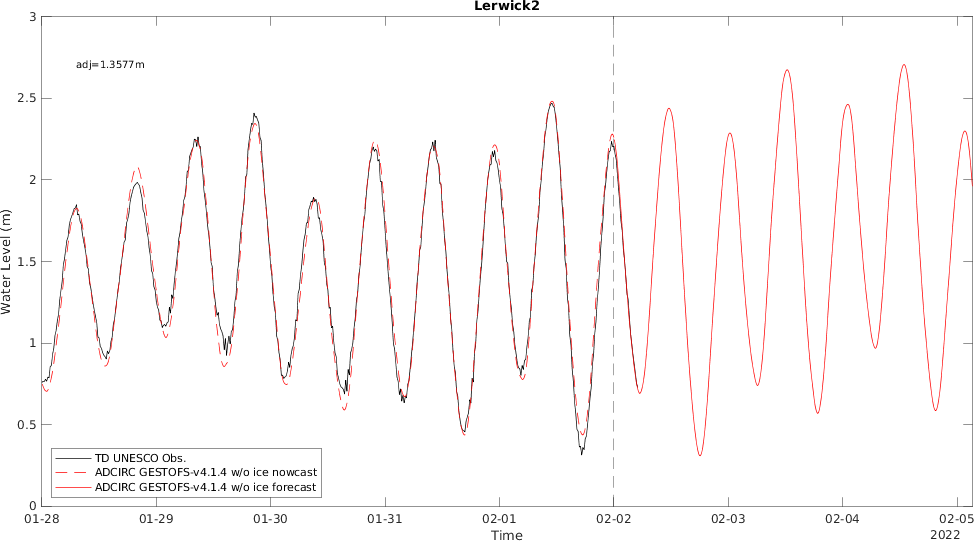 Lerwick2
adj=1.3577m
3
2.5
2
1.5
1
0.5
0
Water Level (m)
TD UNESCO Obs.
ADCIRC GESTOFS-v4.1.4 w/o ice nowcast
ADCIRC GESTOFS-v4.1.4 w/o ice forecast
01-28 01-29 01-30 01-31 02-01 02-02 02-03 02-04 02-05
Time
2022